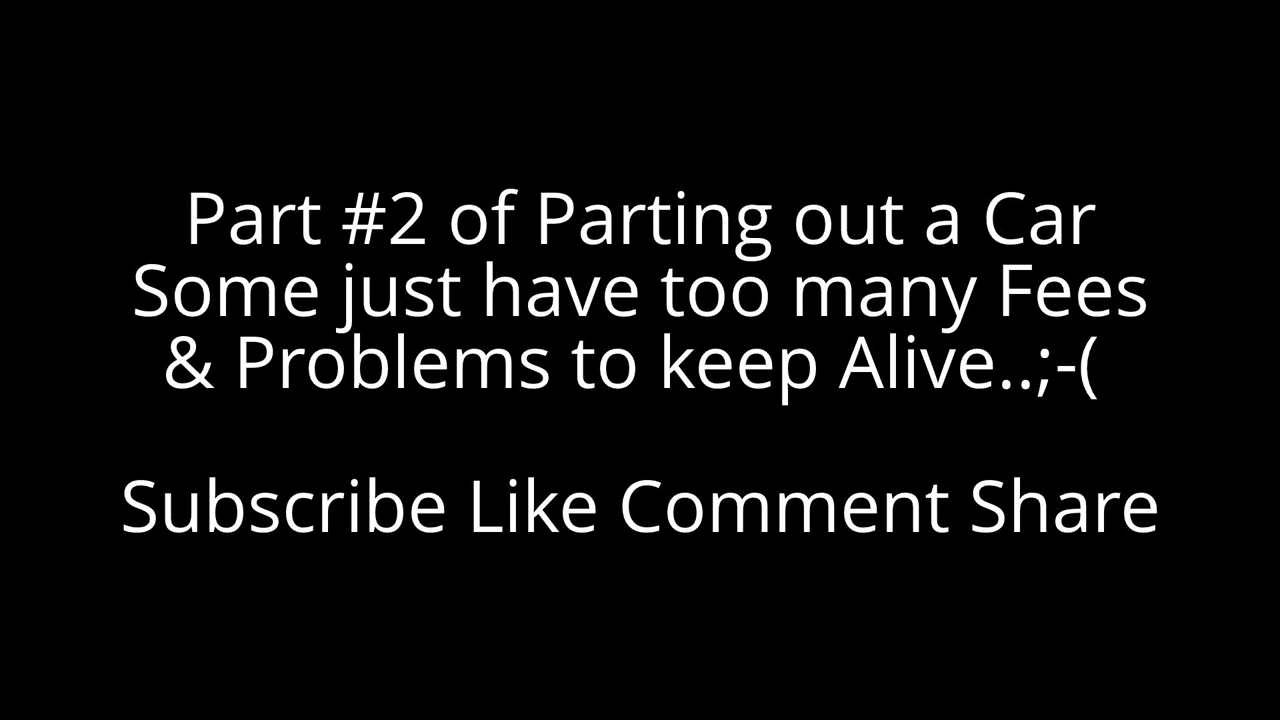 Part #2 of Parting out a Car
Some just have too many Fees
& Problems to keep Alive..;-(
Subscribe Like Comment Share